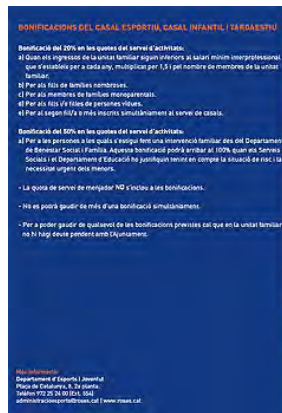 BONIFICACIONS DEL CASAL ESPORTIU, CASAL INFANTIL I TARDAESTIU
Bonificació del 20% en les quotes del servei d'activitats:
a) Quan els ingressos de la unitat familiar siguin inferiors al salari mínim interprofessional
que s'estableix per a cada any, multiplicat per 1,5 i pel nombre de membres de la unitat
familiar.
b) Per als fills de famílies nombroses.
c) Per als membres de famílies monoparentals.
d) Per als fills i/o filles de persones vídues.
e) Per al segon fill/a o més inscrits simultàniament al servei de casals.
Bonificació del 50% en les quotes del servei d'activitats:
a) Per a les persones a les quals s'estigui fent una intervenció familiar des del Departament
de Benestar Social i Família. Aquesta bonificació podrà arribar al 100% quan els Serveis
Socials i el Departament d'Educació ho justifiquin tenint en compte la situació de risc i la
necessitat urgent dels menors.
- La quota de servei de menjador NO s'inclou a les bonificacions.
- No es podrà gaudir de més d'una bonificació simultàniament.
- Per a poder gaudir de qualsevol de les bonificacions previstes cal que en la unitat familiar
no hi hagi deute pendent amb l'Ajuntament.
Més informació:
Departament d'Esports i Joventut
Plaça de Catalunya, 8, 2a planta.
Telèfon 972 25 24 00 (Ext. 554)
administracioesports@roses.cat | www.roses.cat